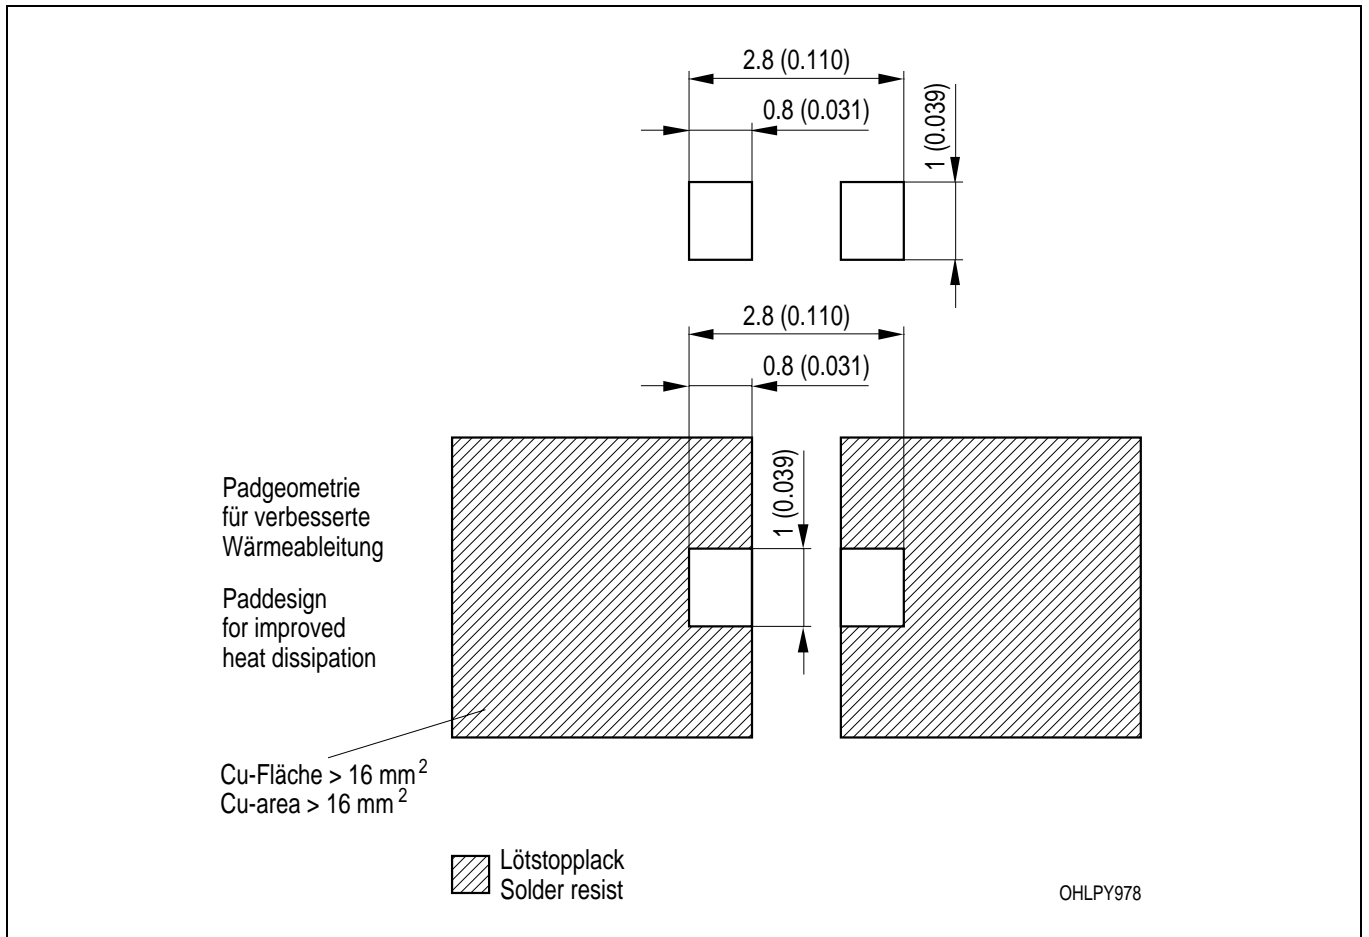 2.8 (0.110)
0.8 (0.031)
1 (0.039)
2.8 (0.110)
0.8 (0.031)
1 (0.039)
Padgeometrie
für verbesserte
Wärmeableitung
Paddesign
for improved
heat dissipation
Cu-Fläche > 16 mm²
Cu-area > 16 mm²
Lötstopplack
Solder resist
OHLPY978